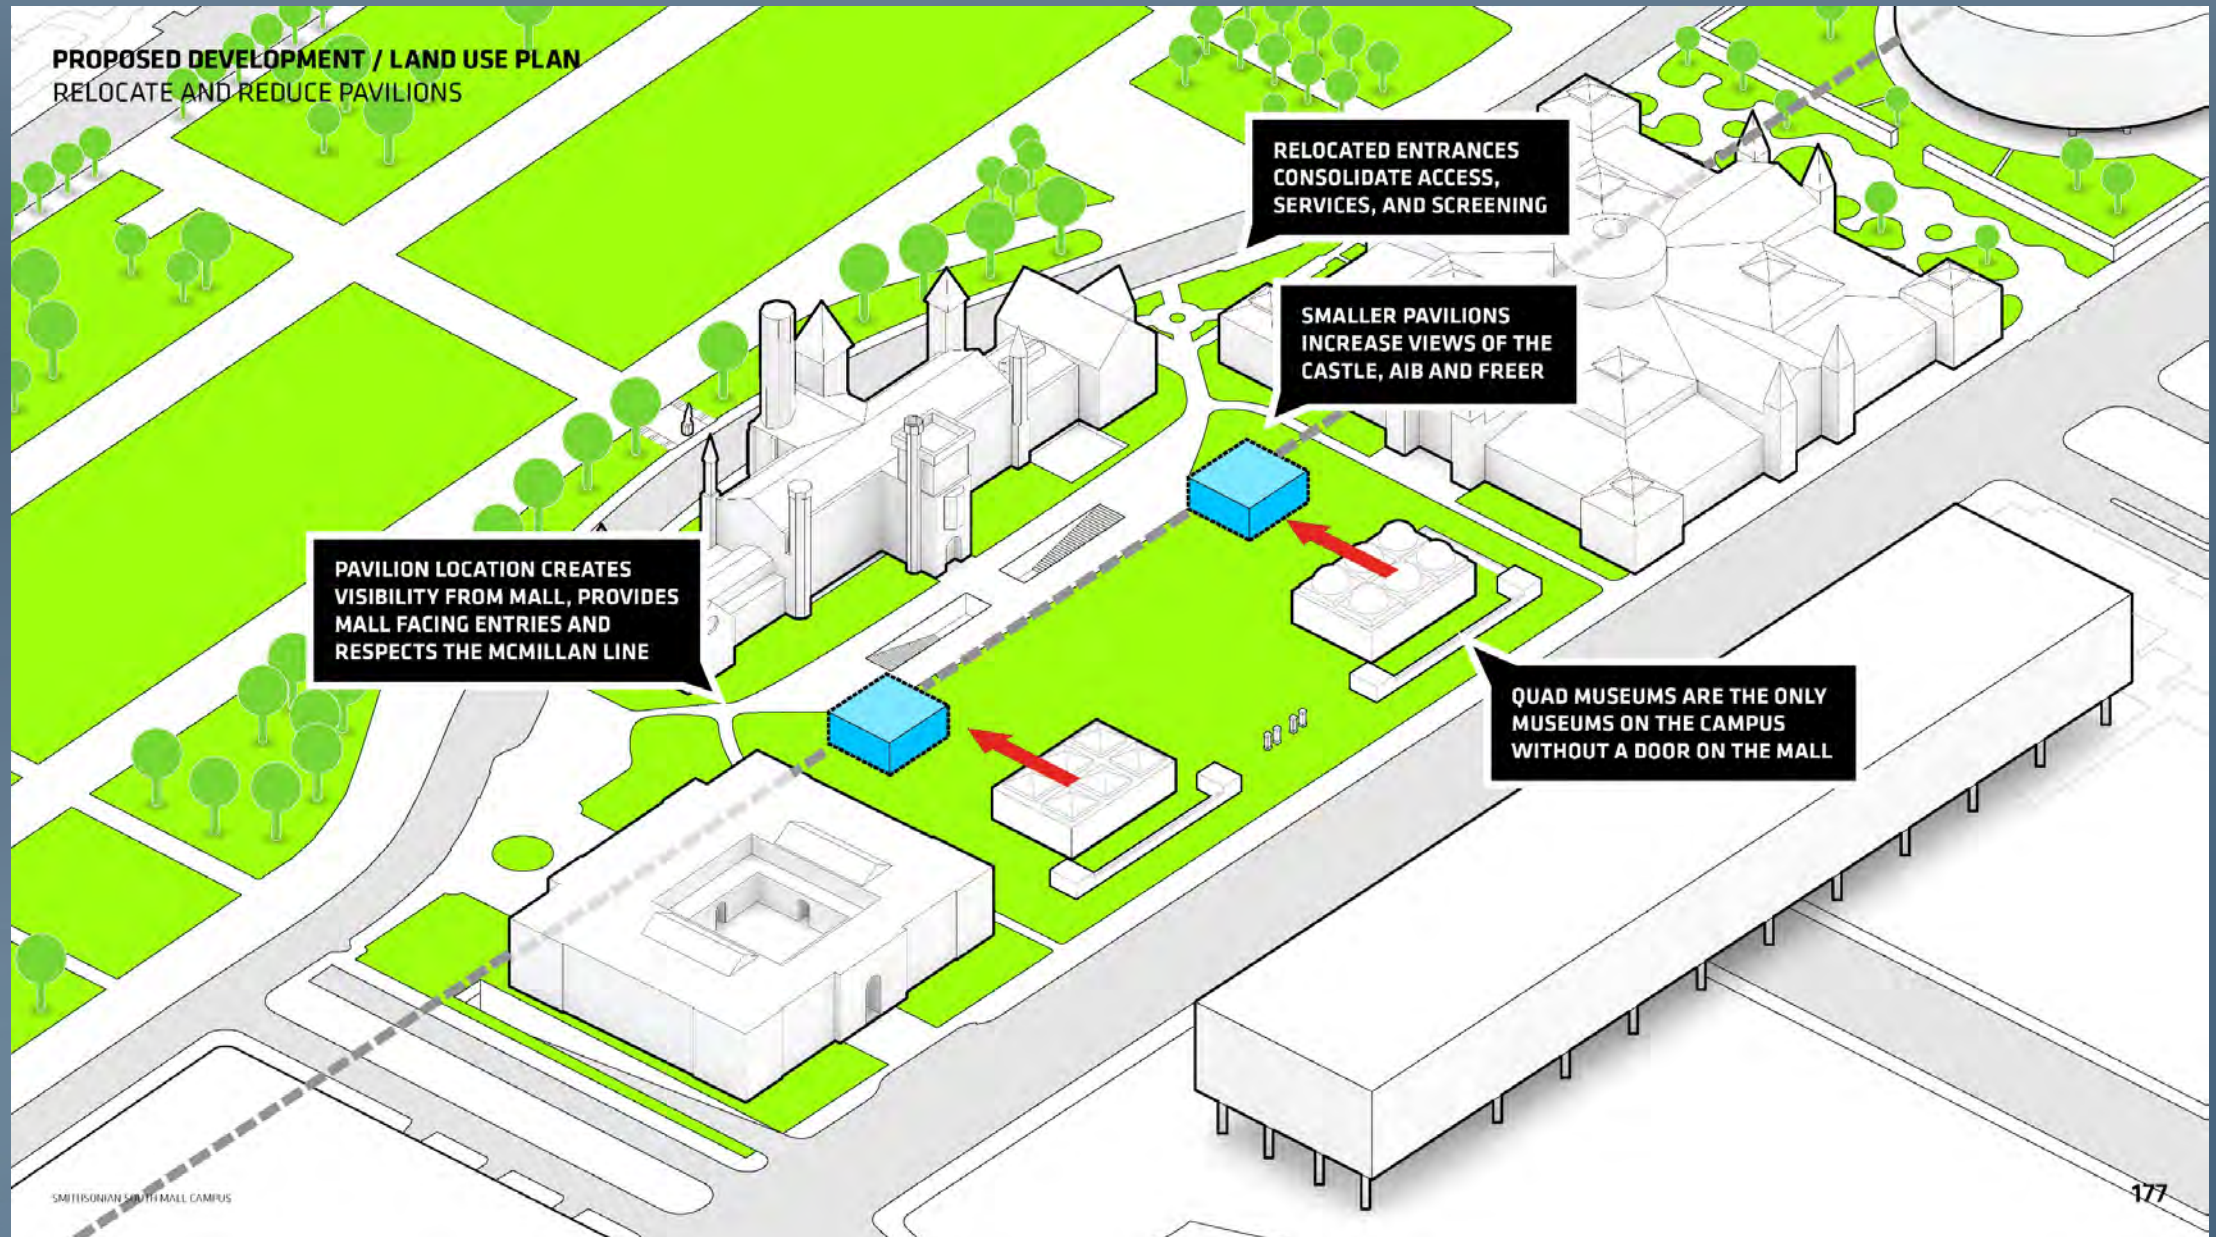 PROPOSED DEVELOPMENT / LAND USE PLAN
RELOCATE AND REDUCE PAVILIONS
RELOCATED ENTRANCES
CONSOLIDATE ACCESS,
SERVICES, AND SCREENING
SMALLER PAVILIONS
INCREASE VIEWS OF THE
CASTLE, AIB AND FREER
PAVILION LOCATION CREATES
VISIBILITY FROM MALL, PROVIDES
MALL FACING ENTRIES AND
RESPECTS THE MCMILLAN LINE
QUAD MUSEUMS ARE THE ONLY
MUSEUMS ON THE CAMPUS
WITHOUT A DOOR ON THE MALL
SMITHSONIAN SOUTH MALL CAMPUS
177